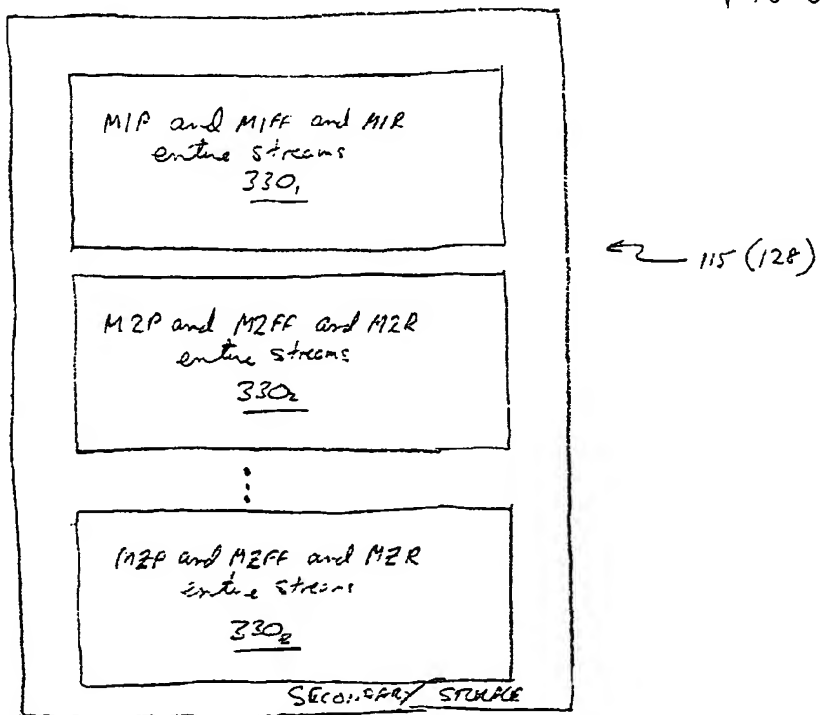 M1P and M1FF and M1R
entire streams
330₁
115 (128)
M2P and M2FF and M2R
entire streams
330₂
MZP and MZFF and MZR
entire streams
330z
SECONDARY STORAGE